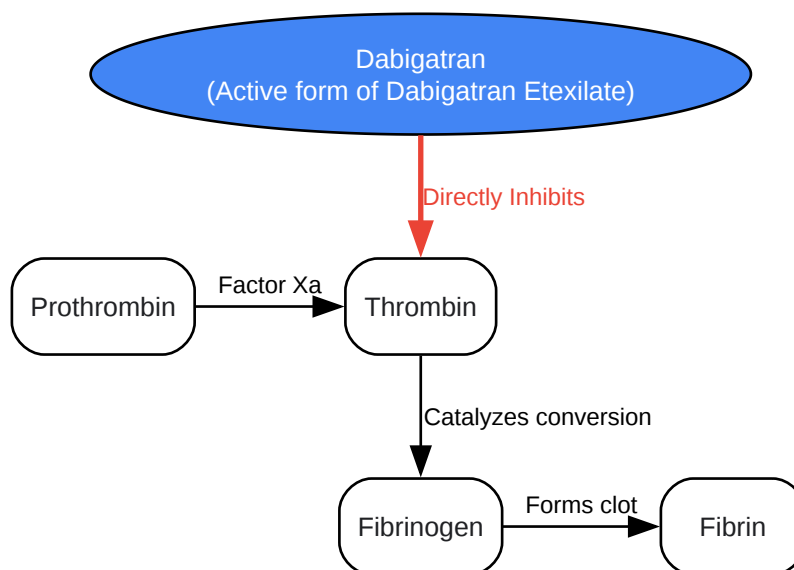 Dabigatran
(Active form of Dabigatran Etexilate)
Directly Inhibits
Prothrombin
Factor Xa
Thrombin
Catalyzes conversion
Fibrinogen
Forms clot
Fibrin